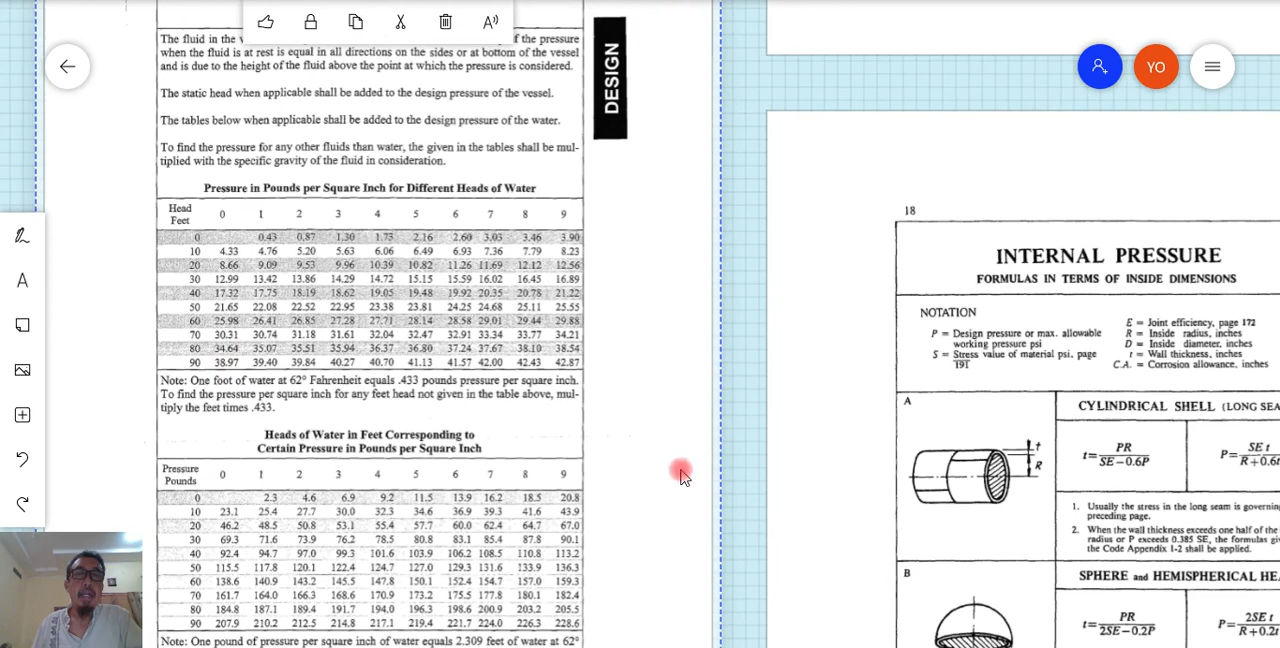 The fluid in the
f the pressure
when the fluid is at rest is equal in all directions on the sides or at bottom of the vessel
and is due to the height of the fluid above the point at which the pressure is considered.
The static head when applicable shall be added to the design pressure of the vessel.
The tables below when applicable shall be added to the design pressure of the water.
To find the pressure for any other fluids than water, the given in the tables shall be mul-
tiplied with the specific gravity of the fluid in consideration.
Pressure in Pounds per Square Inch for Different Heads of Water
Head
Feet 0 1 2 3 4 5 6 7 8 9
0 0.43 0.87 1.30 1.73 2.16 2.60 3.03 3.46 3.90
10 4.33 4.76 5.20 5.63 6.06 6.49 6.93 7.36 7.79 8.23
20 8.66 9.09 9.53 9.96 10.39 10.82 11.26 11.69 12.12 12.56
30 12.99 13.42 13.86 14.29 14.72 15.15 15.59 16.02 16.45 16.89
40 17.32 17.75 18.19 18.62 19.05 19.48 19.92 20.35 20.78 21.22
50 21.65 22.08 22.52 22.95 23.38 23.81 24.25 24.68 25.11 25.55
60 25.98 26.41 26.85 27.28 27.71 28.14 28.58 29.01 29.44 29.88
70 30.31 30.74 31.18 31.61 32.04 32.47 32.91 33.34 33.77 34.21
80 34.64 35.07 35.51 35.94 36.37 36.80 37.24 37.67 38.10 38.54
90 38.97 39.40 39.84 40.27 40.70 41.13 41.57 42.00 42.43 42.87
Note: One foot of water at 62° Fahrenheit equals .433 pounds pressure per square inch.
To find the pressure per square inch for any feet head not given in the table above, mul-
tiply the feet times .433.
Heads of Water in Feet Corresponding to
Certain Pressure in Pounds per Square Inch
Pressure
Pounds 0 1 2 3 4 5 6 7 8 9
0 2.3 4.6 6.9 9.2 11.5 13.9 16.2 18.5 20.8
10 23.1 25.4 27.7 30.0 32.3 34.6 36.9 39.3 41.6 43.9
20 46.2 48.5 50.8 53.1 55.4 57.7 60.0 62.4 64.7 67.0
30 69.3 71.6 73.9 76.2 78.5 80.8 83.1 85.4 87.8 90.1
40 92.4 94.7 97.0 99.3 101.6 103.9 106.2 108.5 110.8 113.2
50 115.5 117.8 120.1 122.4 124.7 127.0 129.3 131.6 133.9 136.3
60 138.6 140.9 143.2 145.5 147.8 150.1 152.4 154.7 157.0 159.3
70 161.7 164.0 166.3 168.6 170.9 173.2 175.5 177.8 180.1 182.4
80 184.8 187.1 189.4 191.7 194.0 196.3 198.6 200.9 203.2 205.5
90 207.9 210.2 212.5 214.8 217.1 219.4 221.7 224.0 226.3 228.6
Note: One pound of pressure per square inch of water equals 2.309 feet of water at 62°
DESIGN
YO
18
INTERNAL PRESSURE
FORMULAS IN TERMS OF INSIDE DIMENSIONS
NOTATION
P = Design pressure or max. allowable
working pressure psi
S = Stress value of material psi, page
191
E = Joint efficiency, page 172
R = Inside radius, inches
D = Inside diameter, inches
t = Wall thickness, inches
C.A. = Corrosion allowance, inches
A
t
R
CYLINDRICAL SHELL (LONG SEA
t= PR / SE−0.6P
P= SE t / R+0.6t
1. Usually the stress in the long seam is governin
preceding page.
2. When the wall thickness exceeds one half of the
radius or P exceeds 0.385 SE, the formulas gi
the Code Appendix 1-2 shall be applied.
B
SPHERE and HEMISPHERICAL HE
t= PR / 2SE−0.2P
P= 2SE t / R+0.2t